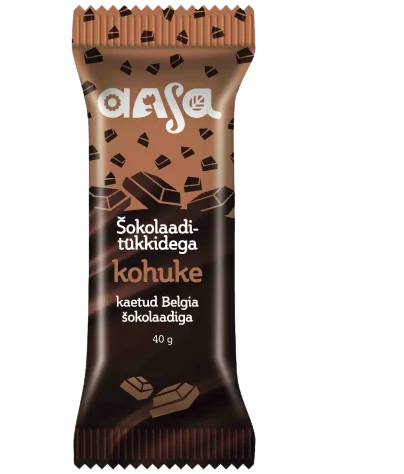 aasa
Šokolaadi-
tükkidega
kohuke
kaetud Belgia
šokolaadiga
40 g